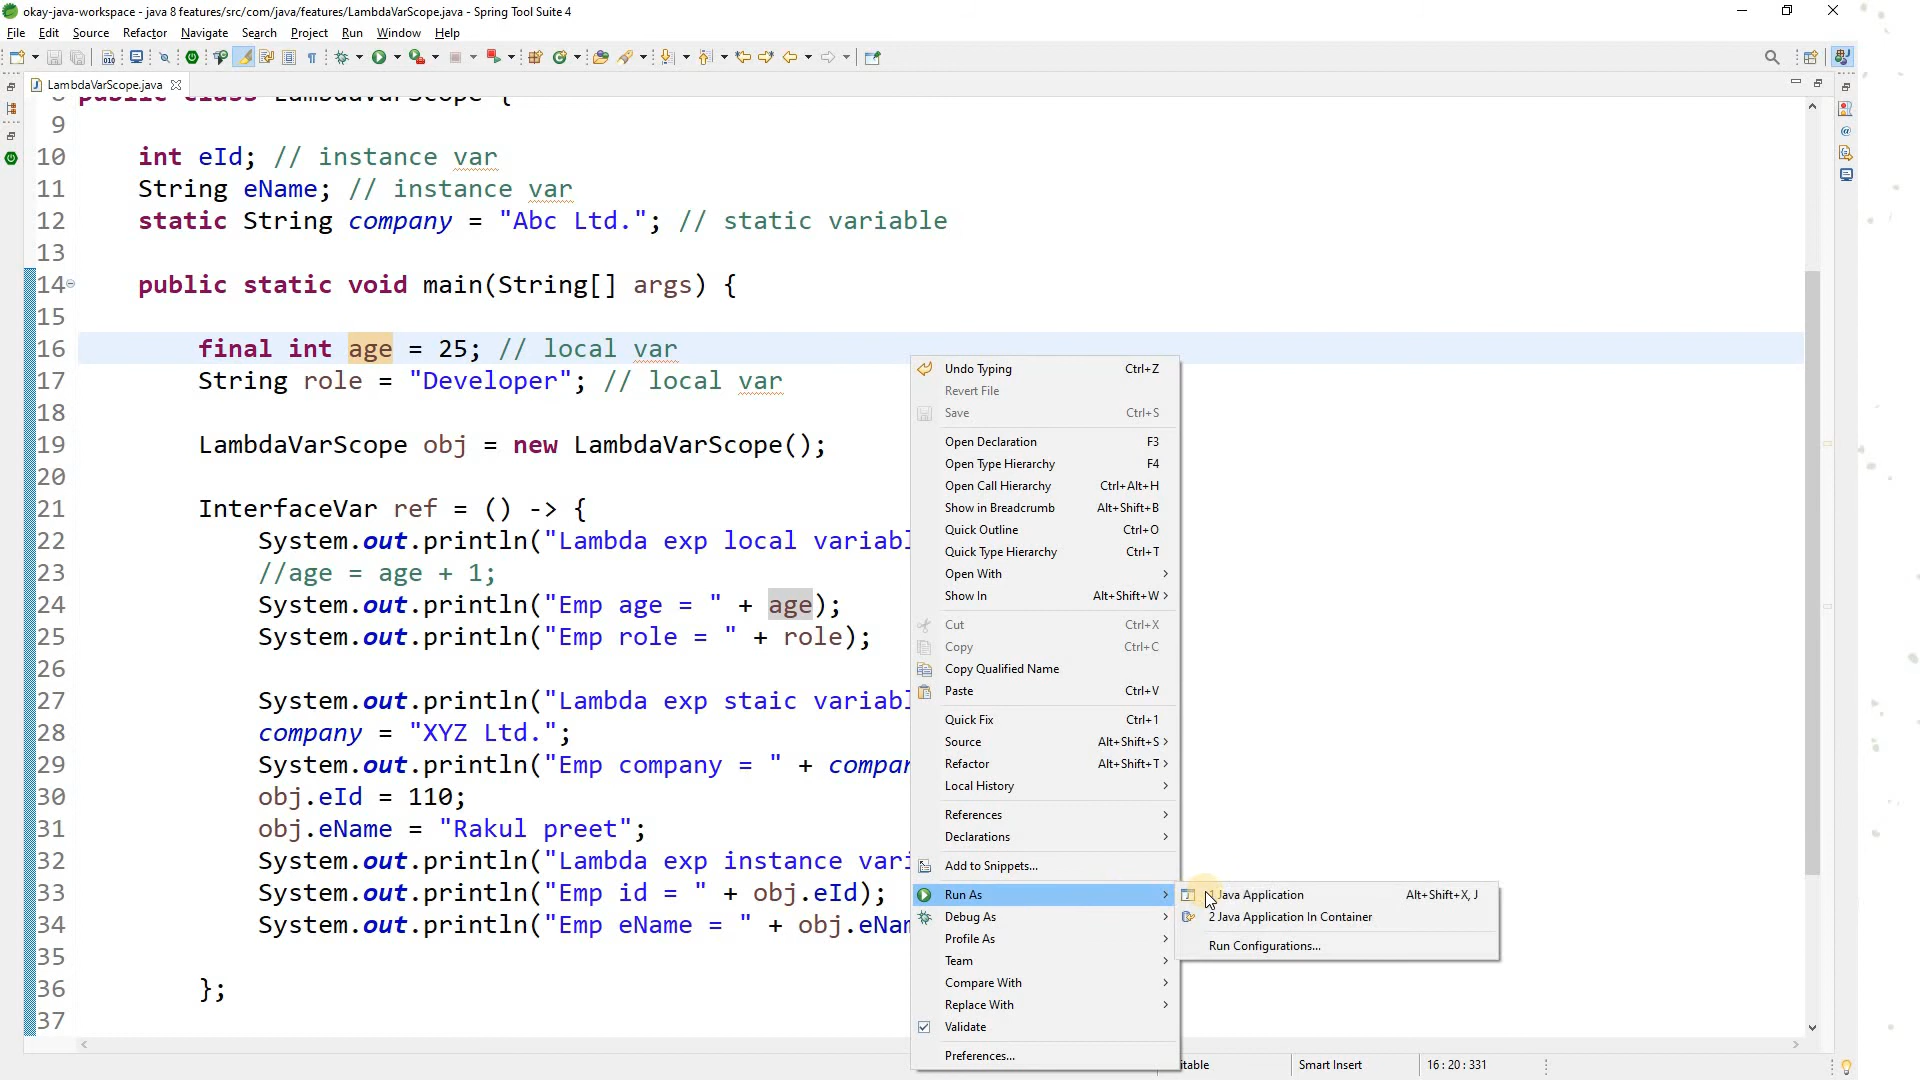 okay-java-workspace - java 8 features/src/com/java/features/LambdaVarScope.java - Spring Tool Suite 4
File Edit Source Refactor Navigate Search Project Run Window Help
LambdaVarScope.java
8 public class LambdaVarScope {
9
10 int eId; // instance var
11 String eName; // instance var
12 static String company = "Abc Ltd."; // static variable
13
14 public static void main(String[] args) {
15
16 final int age = 25; // local var
17 String role = "Developer"; // local var
18
19 LambdaVarScope obj = new LambdaVarScope();
20
21 InterfaceVar ref = () -> {
22 System.out.println("Lambda exp local variabl
23 //age = age + 1;
24 System.out.println("Emp age = " + age);
25 System.out.println("Emp role = " + role);
26
27 System.out.println("Lambda exp staic variabl
28 company = "XYZ Ltd.";
29 System.out.println("Emp company = " + compan
30 obj.eId = 110;
31 obj.eName = "Rakul preet";
32 System.out.println("Lambda exp instance vari
33 System.out.println("Emp id = " + obj.eId);
34 System.out.println("Emp eName = " + obj.eNam
35
36 };
37
Undo Typing Ctrl+Z
Revert File
Save Ctrl+S
Open Declaration F3
Open Type Hierarchy F4
Open Call Hierarchy Ctrl+Alt+H
Show in Breadcrumb Alt+Shift+B
Quick Outline Ctrl+O
Quick Type Hierarchy Ctrl+T
Open With
Show In Alt+Shift+W
Cut Ctrl+X
Copy Ctrl+C
Copy Qualified Name
Paste Ctrl+V
Quick Fix Ctrl+1
Source Alt+Shift+S
Refactor Alt+Shift+T
Local History
References
Declarations
Add to Snippets...
Run As
Debug As
Profile As
Team
Compare With
Replace With
Validate
Preferences...
1 Java Application Alt+Shift+X, J
2 Java Application In Container
Run Configurations...
itable Smart Insert 16 : 20 : 331